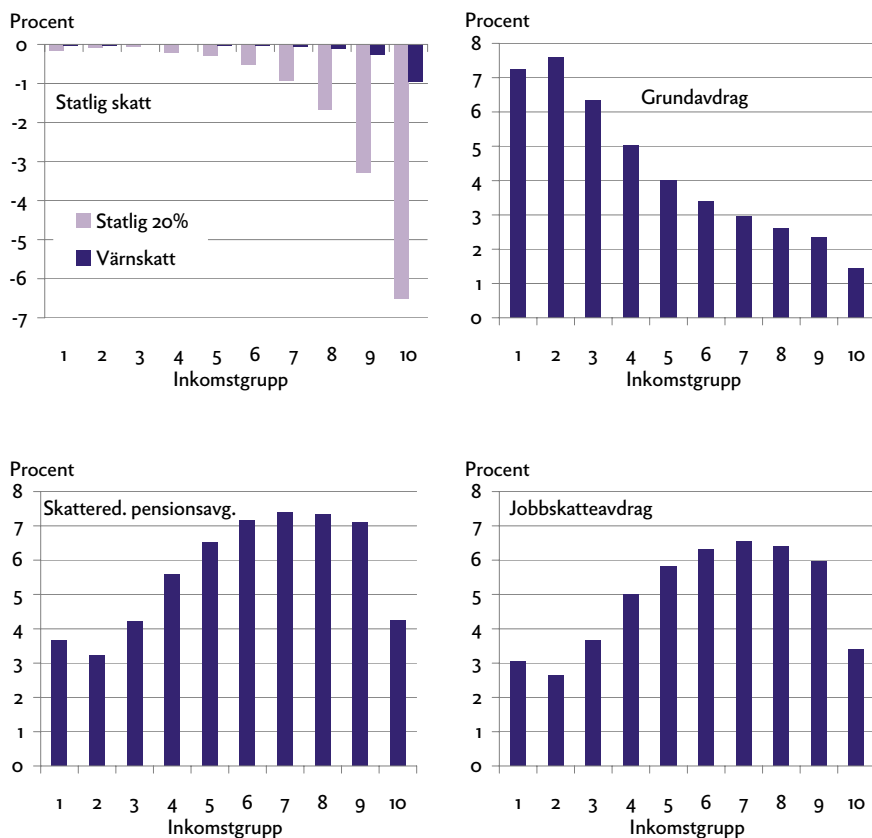 Procent
0
-1
-2
-3
-4
-5
-6
-7
Statlig skatt
Statlig 20%
Värnskatt
1 2 3 4 5 6 7 8 9 10
Inkomstgrupp
Procent
8
7
6
5
4
3
2
1
0
Grundavdrag
1 2 3 4 5 6 7 8 9 10
Inkomstgrupp
Procent
8
7
6
5
4
3
2
1
0
Skattered. pensionsavg.
1 2 3 4 5 6 7 8 9 10
Inkomstgrupp
Procent
8
7
6
5
4
3
2
1
0
Jobbskatteavdrag
1 2 3 4 5 6 7 8 9 10
Inkomstgrupp